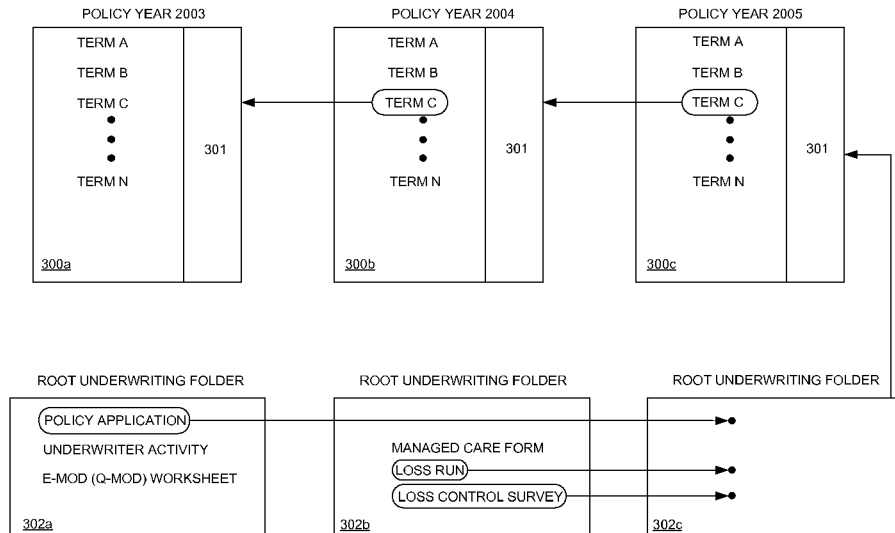 POLICY YEAR 2003
TERM A
TERM B
TERM C
TERM N
301
300a
POLICY YEAR 2004
TERM A
TERM B
TERM C
TERM N
301
300b
POLICY YEAR 2005
TERM A
TERM B
TERM C
TERM N
301
300c
ROOT UNDERWRITING FOLDER
POLICY APPLICATION
UNDERWRITER ACTIVITY
E-MOD (Q-MOD) WORKSHEET
302a
ROOT UNDERWRITING FOLDER
MANAGED CARE FORM
LOSS RUN
LOSS CONTROL SURVEY
302b
ROOT UNDERWRITING FOLDER
302c